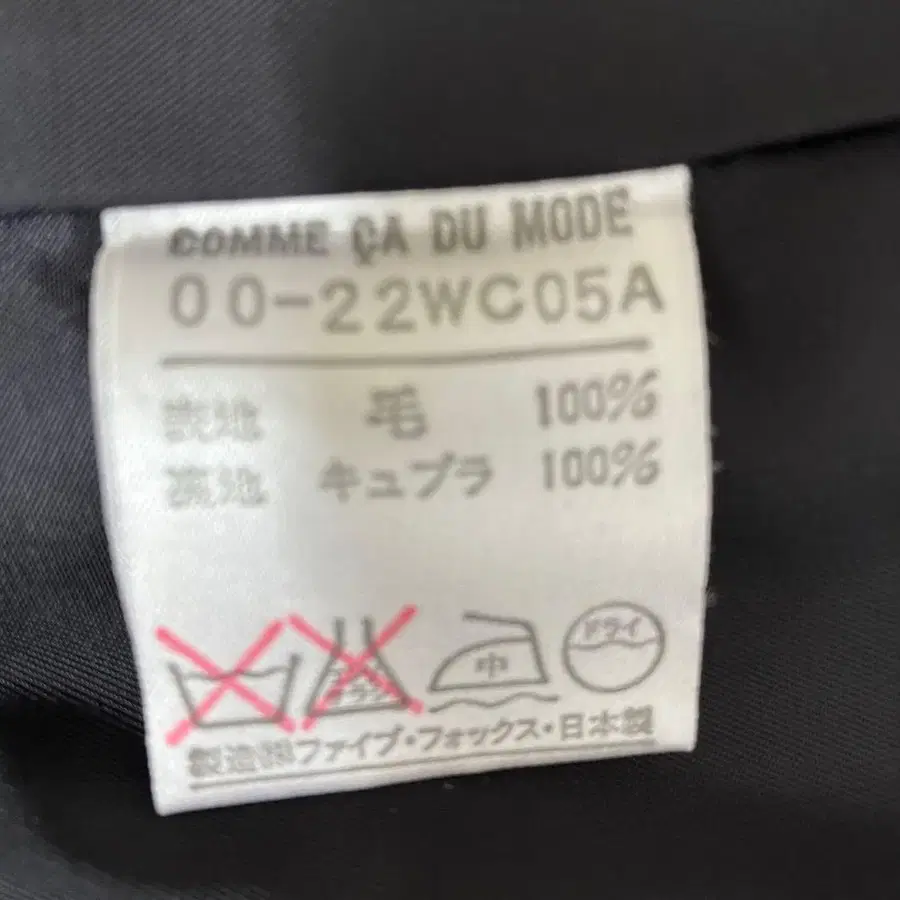 COMME ÇA DU MODE
00-22WC05A
表地 毛 100%
裏地 キュプラ 100%
中 ドライ
製造㈱ファイブ・フォックス・日本製